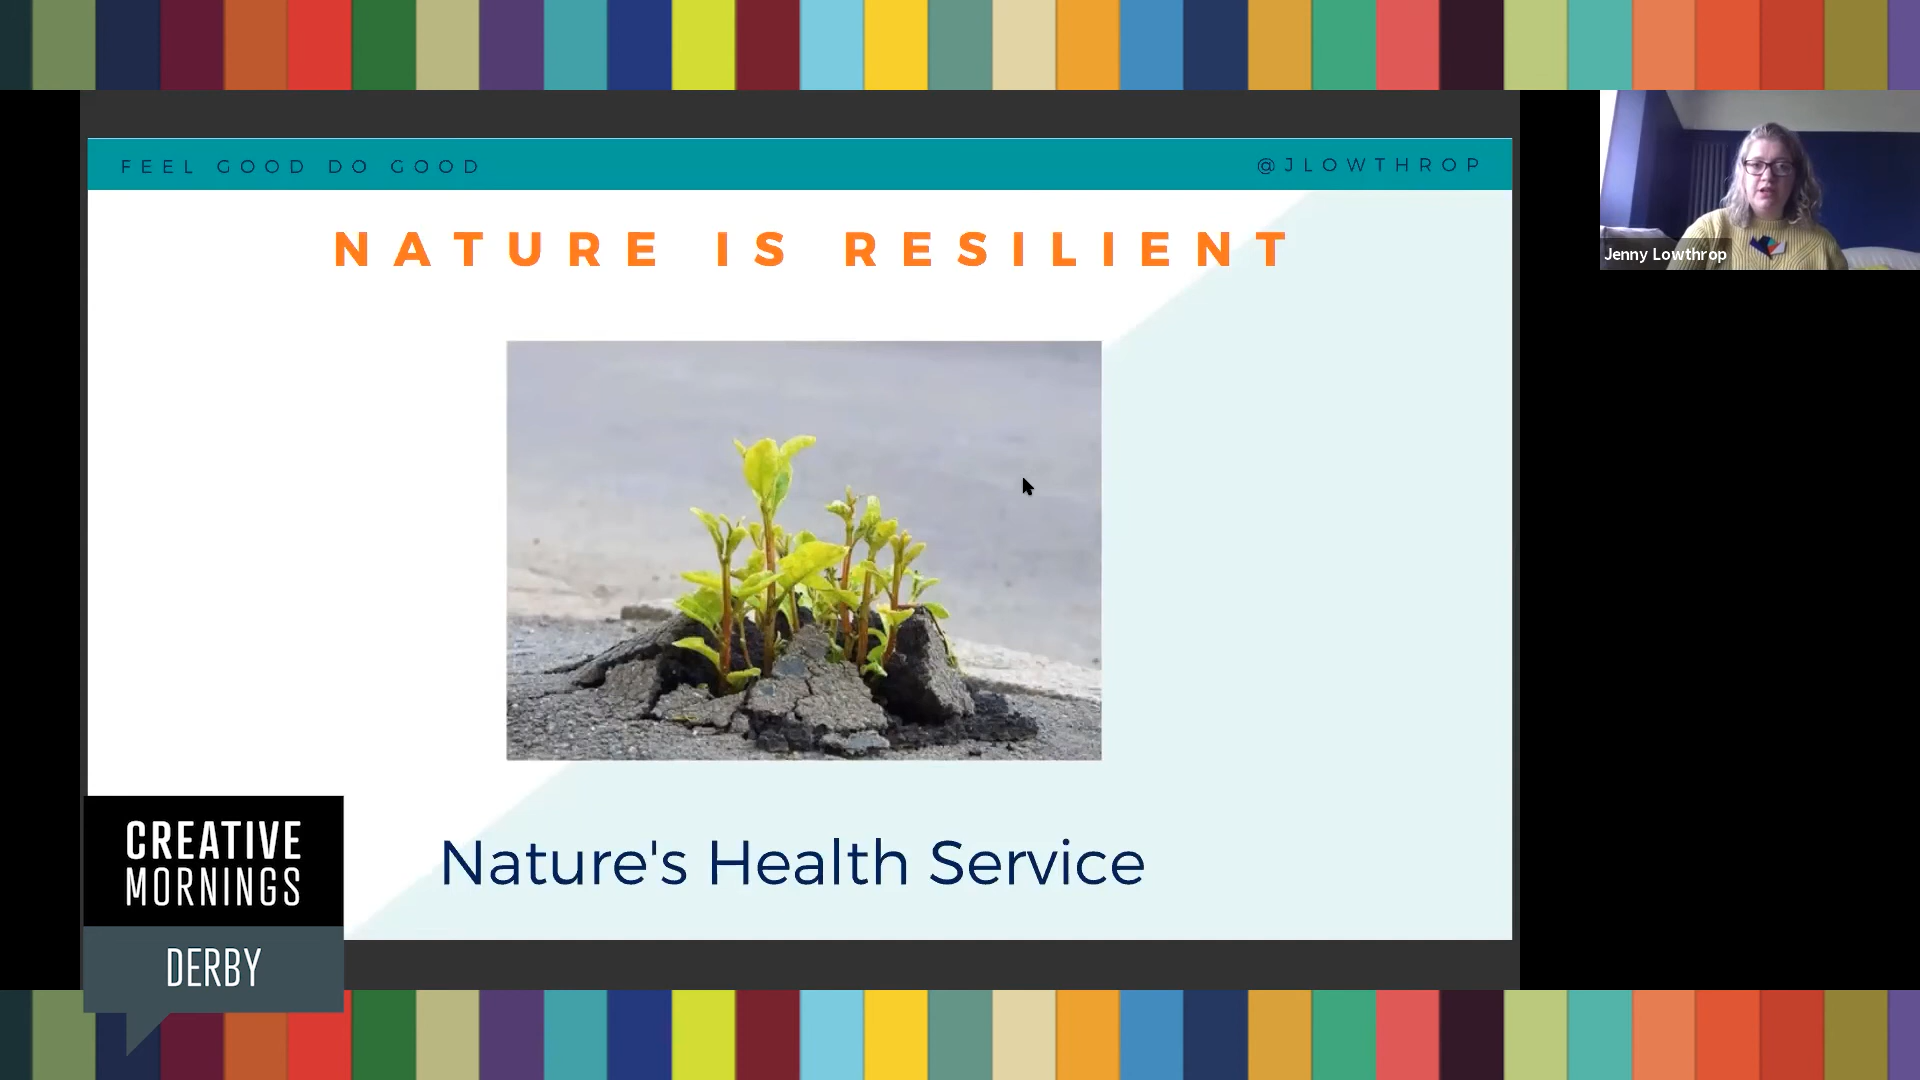 FEEL GOOD DO GOOD
@JLOWTHROP
NATURE IS RESILIENT
Jenny Lowthrop
Nature's Health Service
CREATIVE
MORNINGS
DERBY